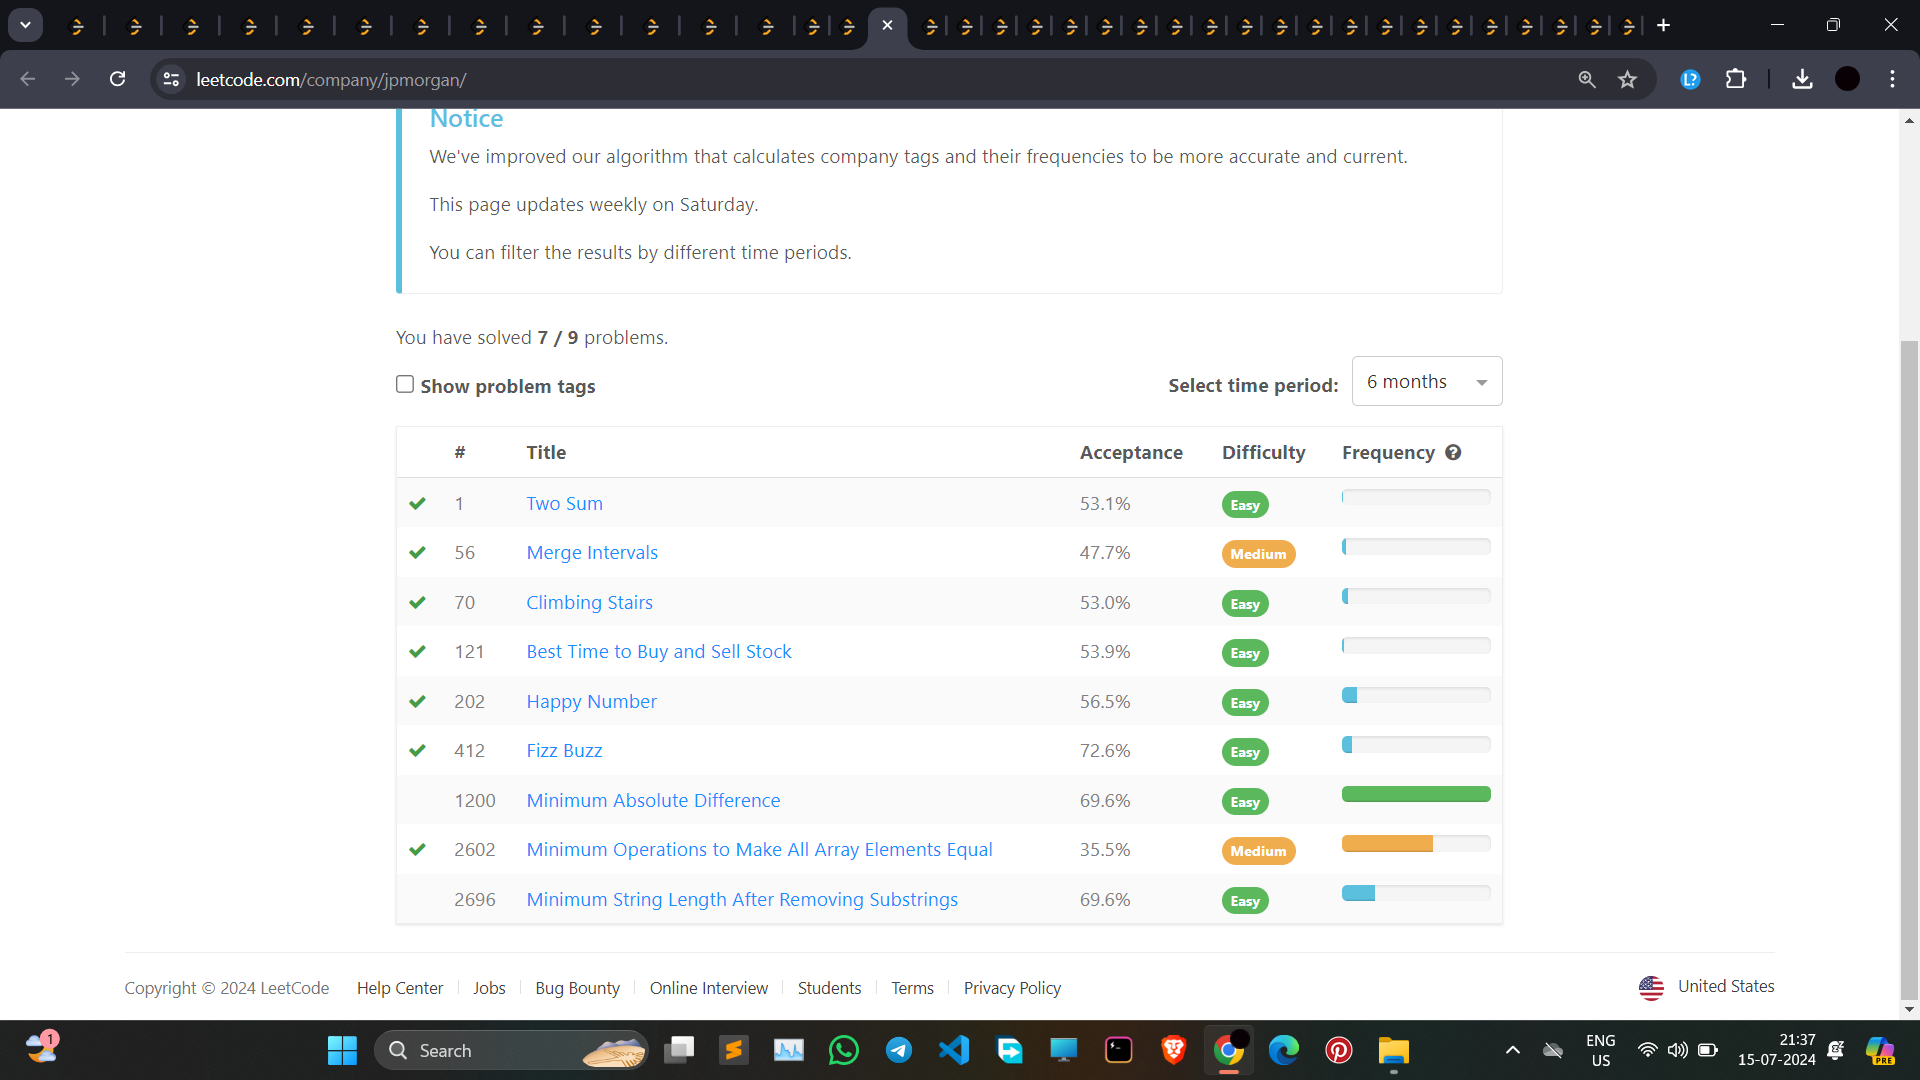 leetcode.com/company/jpmorgan/
Notice
We've improved our algorithm that calculates company tags and their frequencies to be more accurate and current.
This page updates weekly on Saturday.
You can filter the results by different time periods.
You have solved 7 / 9 problems.
Show problem tags Select time period: 6 months
# Title Acceptance Difficulty Frequency
1 Two Sum 53.1% Easy
56 Merge Intervals 47.7% Medium
70 Climbing Stairs 53.0% Easy
121 Best Time to Buy and Sell Stock 53.9% Easy
202 Happy Number 56.5% Easy
412 Fizz Buzz 72.6% Easy
1200 Minimum Absolute Difference 69.6% Easy
2602 Minimum Operations to Make All Array Elements Equal 35.5% Medium
2696 Minimum String Length After Removing Substrings 69.6% Easy
Copyright © 2024 LeetCode Help Center Jobs Bug Bounty Online Interview Students Terms Privacy Policy United States
1 Search ENG 21:37
US 15-07-2024 PRE